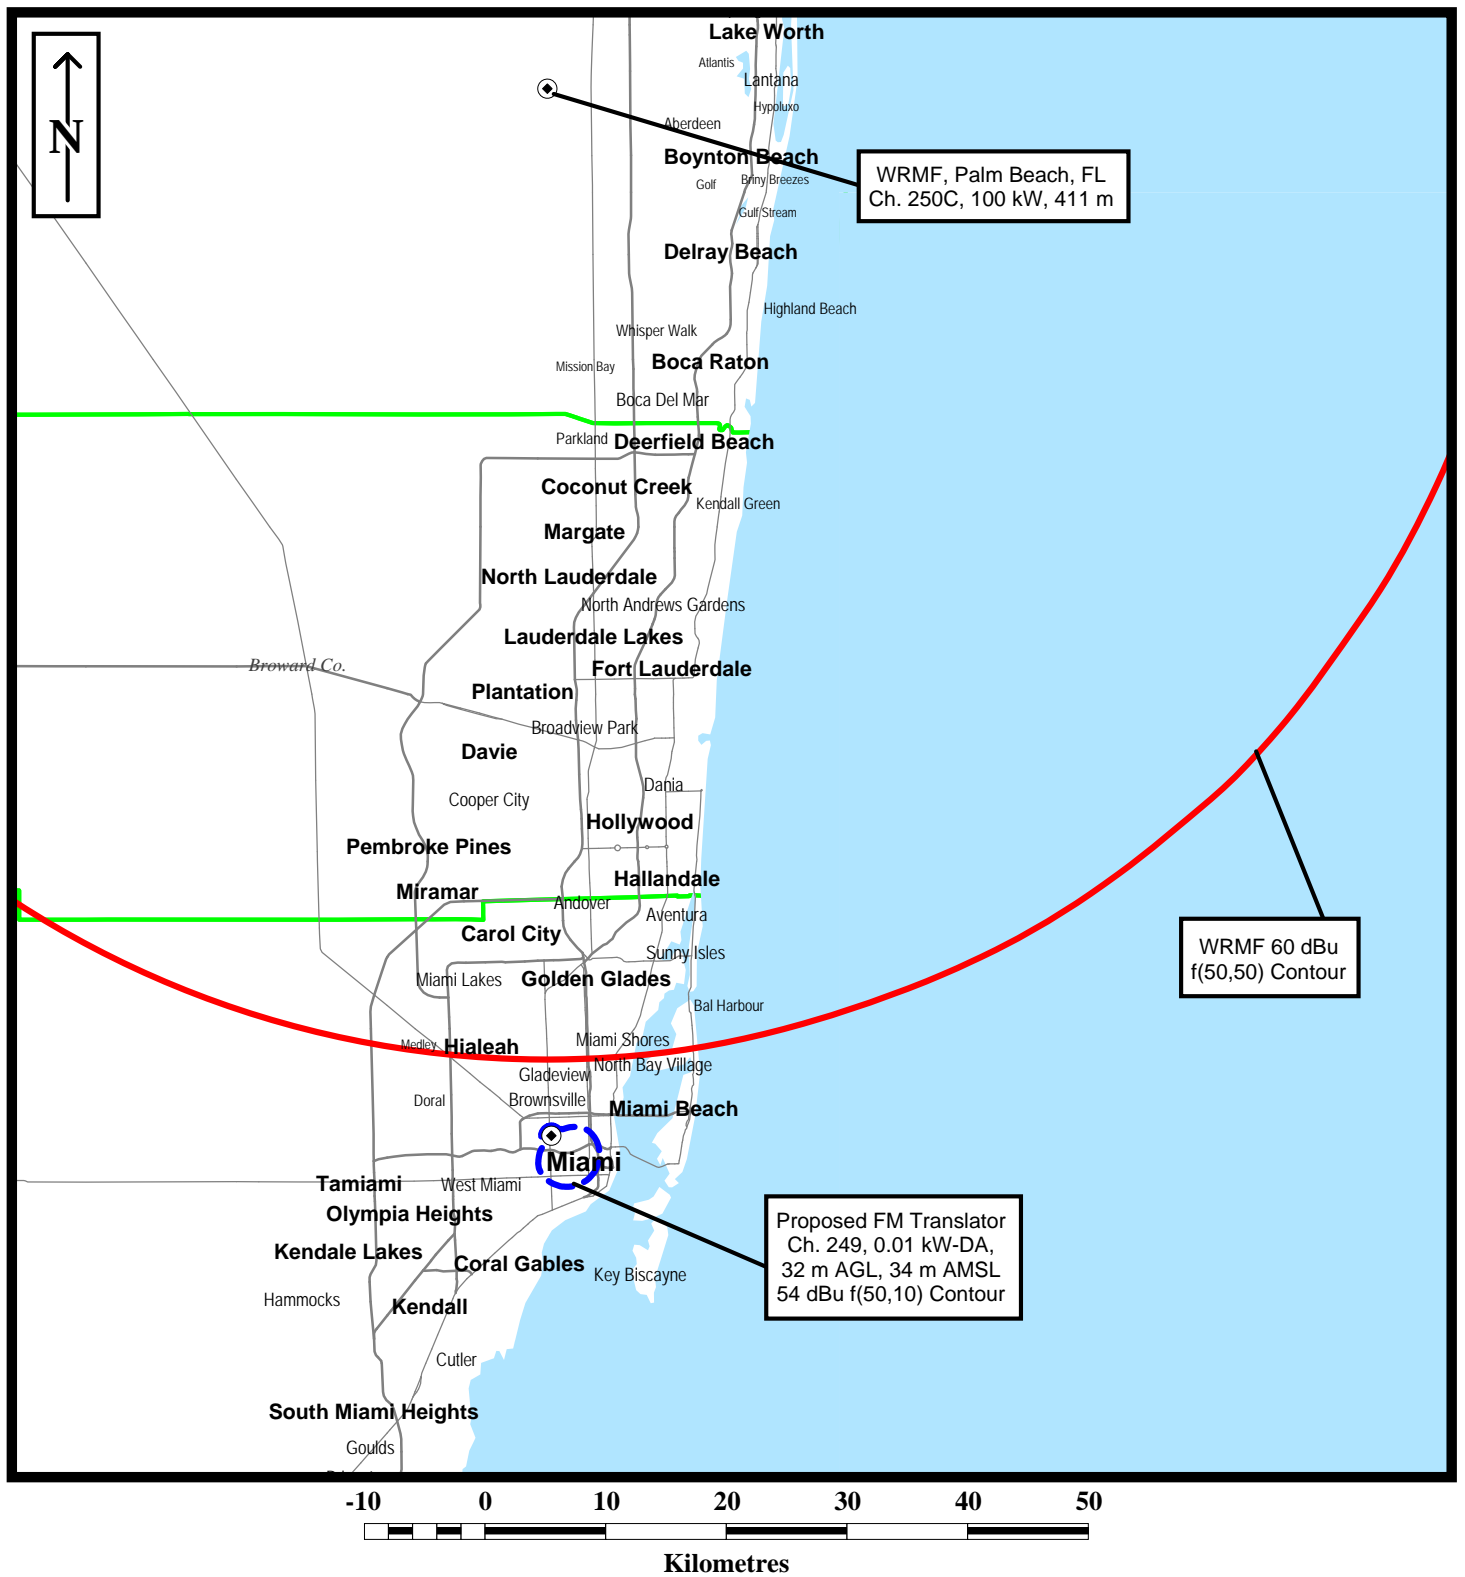 Lake Worth
N
Atlantis
Lantana
Hypoluxo
Aberdeen
Boynton Beach
WRMF, Palm Beach, FL
Ch. 250C, 100 kW, 411 m
Golf
Briny Breezes
Gulf Stream
Delray Beach
Highland Beach
Whisper Walk
Boca Raton
Mission Bay
Boca Del Mar
Parkland
Deerfield Beach
Coconut Creek
Kendall Green
Margate
North Lauderdale
North Andrews Gardens
Lauderdale Lakes
Broward Co.
Fort Lauderdale
Plantation
Broadview Park
Davie
Dania
Cooper City
Hollywood
Pembroke Pines
Hallandale
Miramar
Andover
Aventura
Carol City
WRMF 60 dBu
f(50,50) Contour
Sunny Isles
Miami Lakes
Golden Glades
Bal Harbour
Miami Shores
Medley
Hialeah
North Bay Village
Gladeview
Doral
Brownsville
Miami Beach
Miami
Tamiami
West Miami
Olympia Heights
Proposed FM Translator
Ch. 249, 0.01 kW-DA,
32 m AGL, 34 m AMSL
54 dBu f(50,10) Contour
Kendale Lakes
Coral Gables
Key Biscayne
Hammocks
Kendall
Cutler
South Miami Heights
Goulds
-10 0 10 20 30 40 50
Kilometres